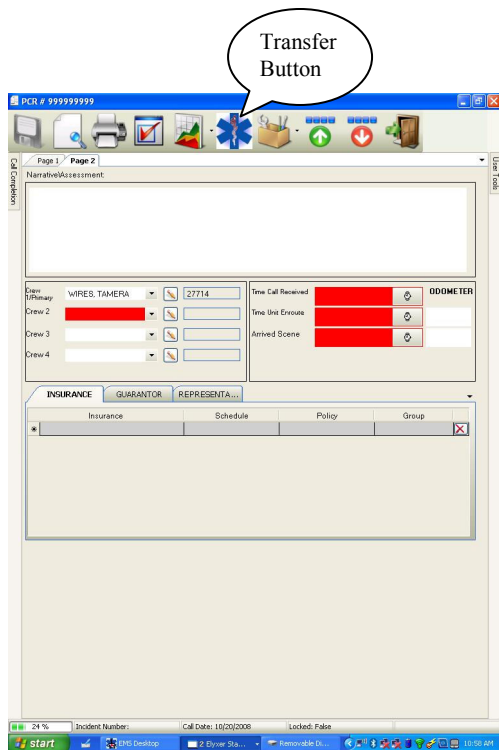 Transfer
Button
PCR # 999999999
Call Completion
Page 1 Page 2
User Tools
Narrative\Assessment:
Crew 1/Primary WIRES, TAMERA 27714
Crew 2
Crew 3
Crew 4
Time Call Received ODOMETER
Time Unit Enroute
Arrived Scene
INSURANCE GUARANTOR REPRESENTA...
Insurance Schedule Policy Group
24 % Incident Number: Call Date: 10/20/2008 Locked: False
start EMS Desktop 2 Elyxer Sta... Removable Di... 10:58 AM